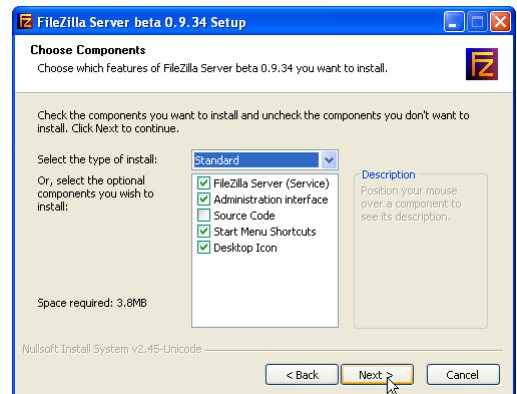 FileZilla Server beta 0.9.34 Setup
Choose Components
Choose which features of FileZilla Server beta 0.9.34 you want to install.
FZ
Check the components you want to install and uncheck the components you don't want to
install. Click Next to continue.
Select the type of install:
Standard
Or, select the optional
components you wish to
install:
FileZilla Server (Service)
Administration interface
Source Code
Start Menu Shortcuts
Desktop Icon
Description
Position your mouse
over a component to
see its description.
Space required: 3.8MB
Nullsoft Install System v2.45-Unicode
< Back
Next >
Cancel